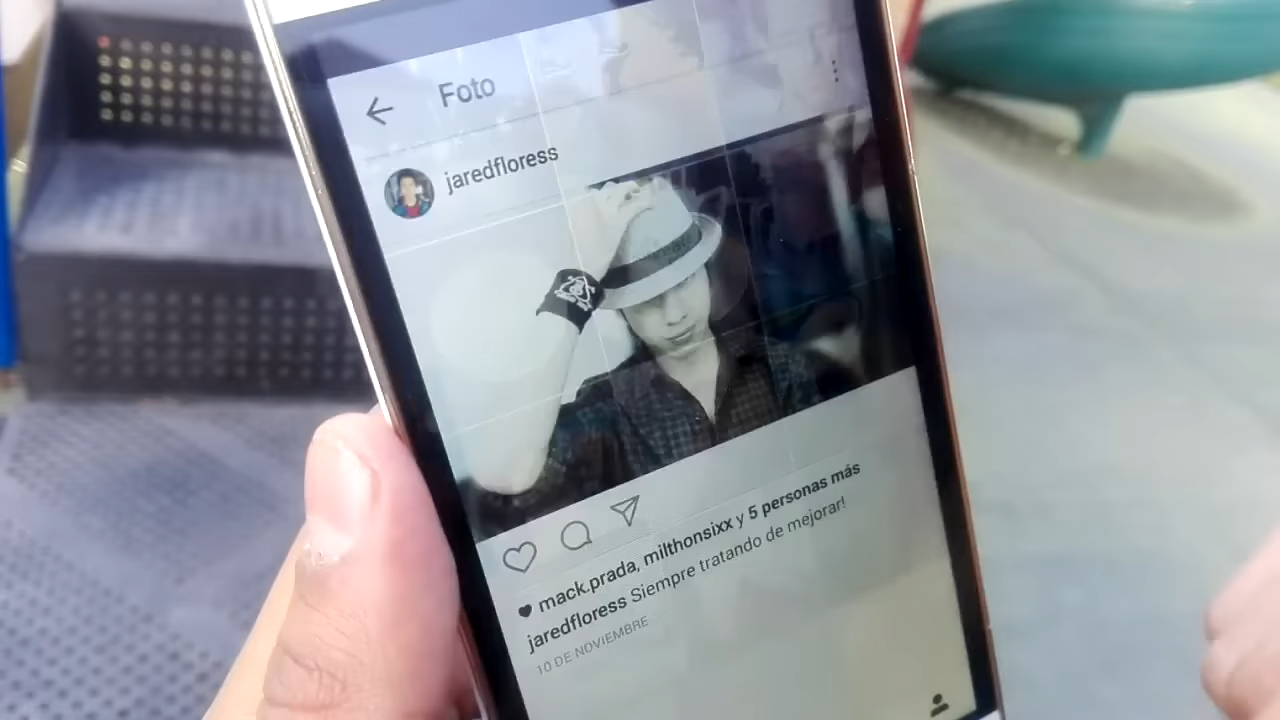 Foto
jaredfloress
mack.prada, milthonsixx y 5 personas más
jaredfloress Siempre tratando de mejorar!
10 DE NOVIEMBRE